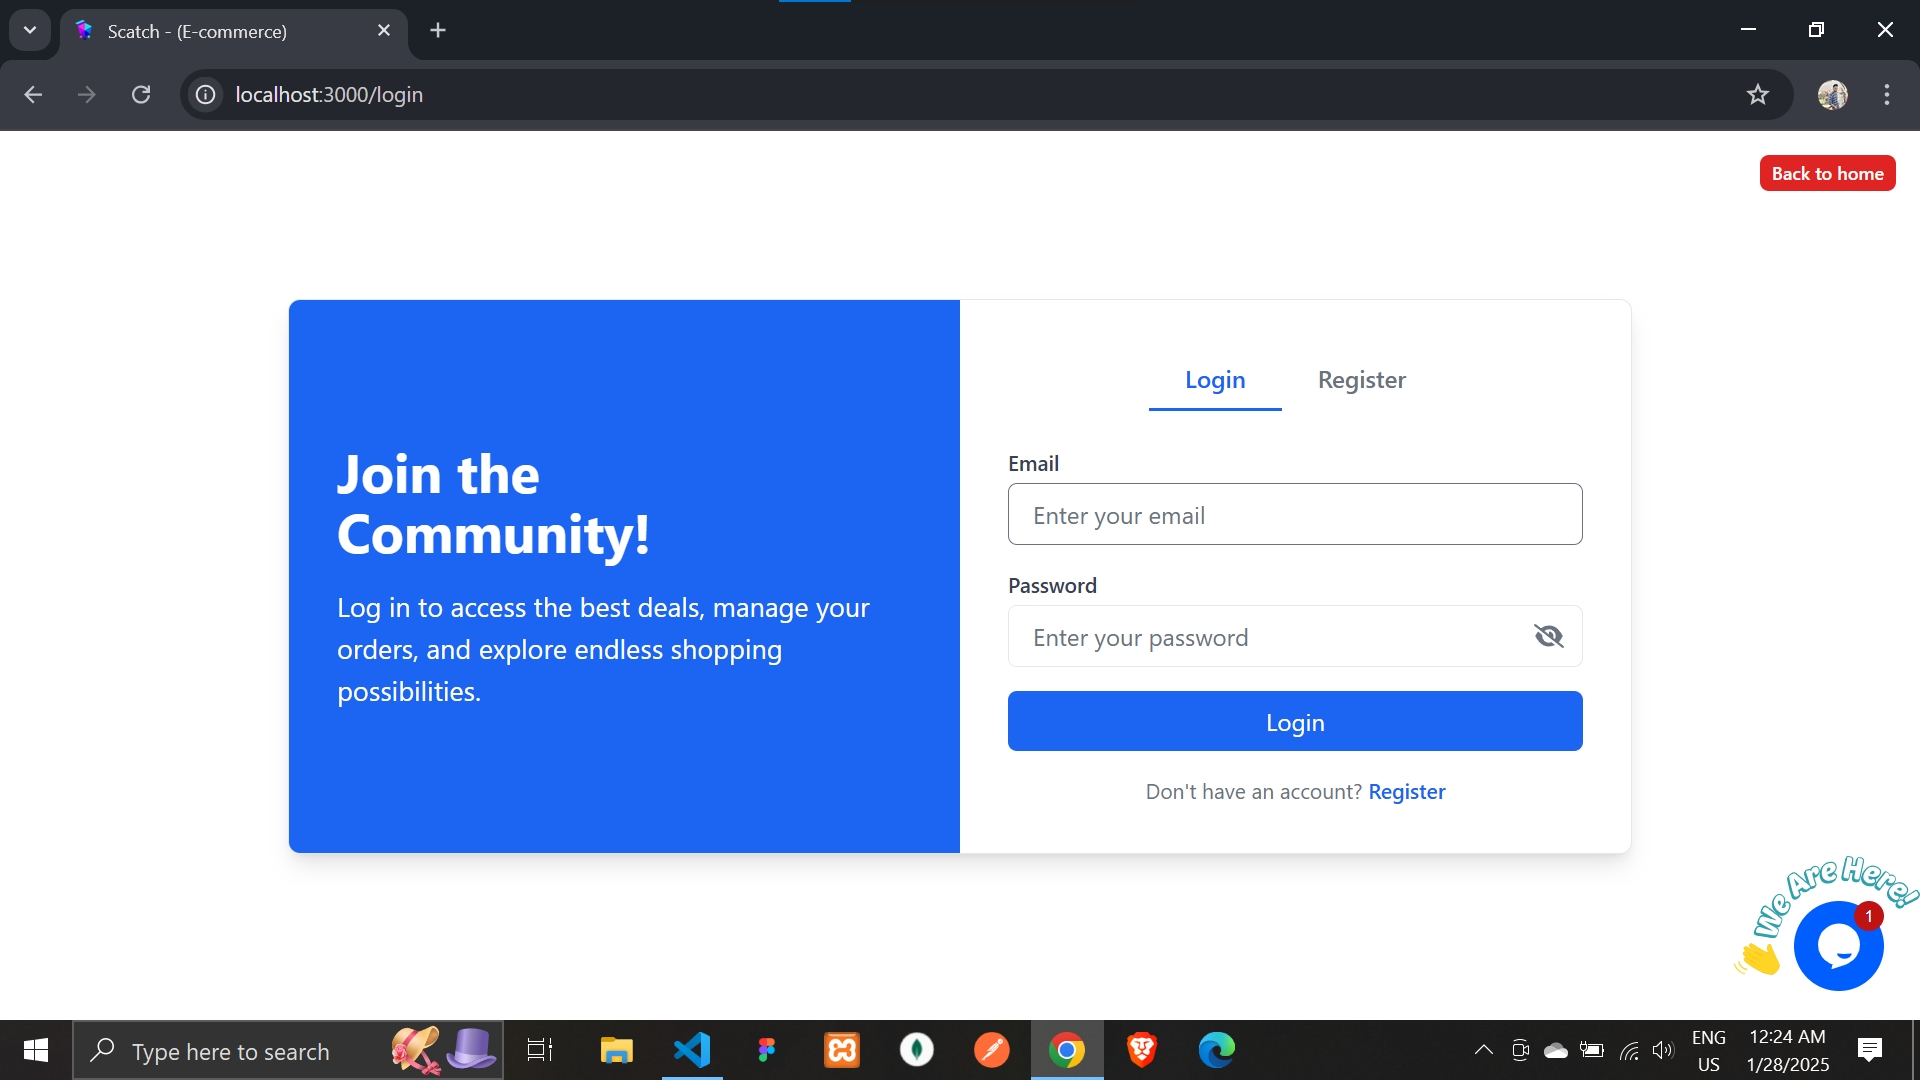 Scatch - (E-commerce)
localhost:3000/login
Back to home
Login
Register
Join the
Community!
Log in to access the best deals, manage your
orders, and explore endless shopping
possibilities.
Email
Enter your email
Password
Enter your password
Login
Don't have an account? Register
We Are Here!
1
Type here to search
ENG
US
12:24 AM
1/28/2025